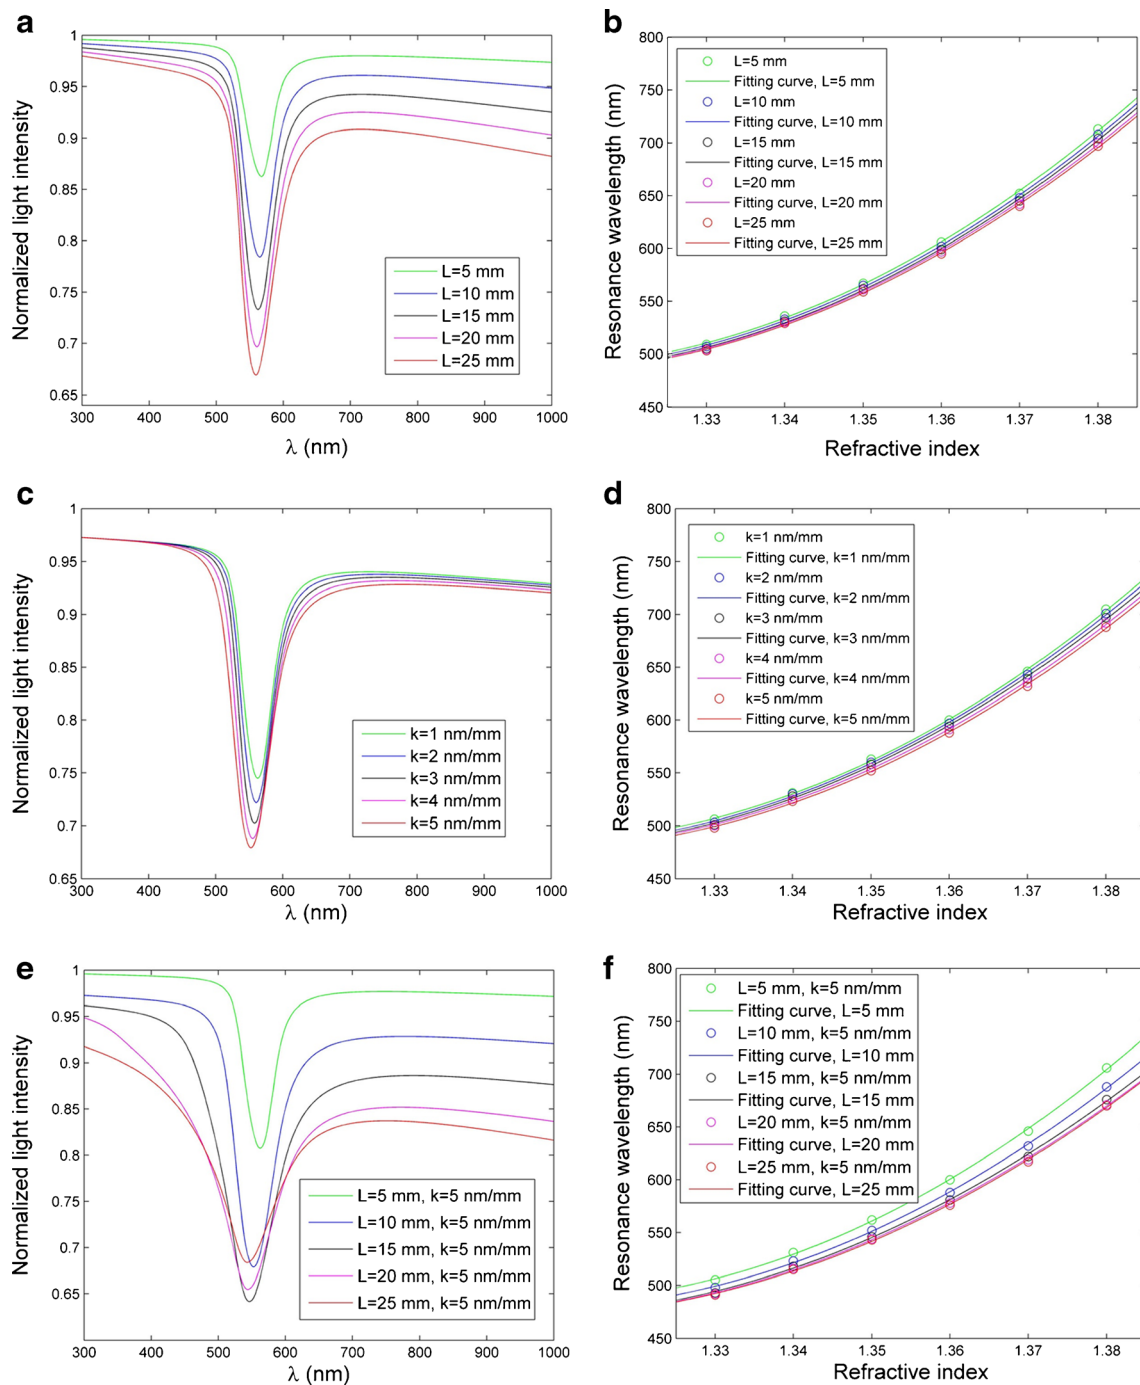 a
Normalized light intensity
1
0.95
0.9
0.85
0.8
0.75
0.7
0.65
300 400 500 600 700 800 900 1000
λ (nm)
L=5 mm
L=10 mm
L=15 mm
L=20 mm
L=25 mm
b
Resonance wavelength (nm)
800
750
700
650
600
550
500
450
1.33 1.34 1.35 1.36 1.37 1.38
Refractive index
L=5 mm
Fitting curve, L=5 mm
L=10 mm
Fitting curve, L=10 mm
L=15 mm
Fitting curve, L=15 mm
L=20 mm
Fitting curve, L=20 mm
L=25 mm
Fitting curve, L=25 mm
c
Normalized light intensity
1
0.95
0.9
0.85
0.8
0.75
0.7
0.65
300 400 500 600 700 800 900 1000
λ (nm)
k=1 nm/mm
k=2 nm/mm
k=3 nm/mm
k=4 nm/mm
k=5 nm/mm
d
Resonance wavelength (nm)
800
750
700
650
600
550
500
450
1.33 1.34 1.35 1.36 1.37 1.38
Refractive index
k=1 nm/mm
Fitting curve, k=1 nm/mm
k=2 nm/mm
Fitting curve, k=2 nm/mm
k=3 nm/mm
Fitting curve, k=3 nm/mm
k=4 nm/mm
Fitting curve, k=4 nm/mm
k=5 nm/mm
Fitting curve, k=5 nm/mm
e
Normalized light intensity
1
0.95
0.9
0.85
0.8
0.75
0.7
0.65
300 400 500 600 700 800 900 1000
λ (nm)
L=5 mm, k=5 nm/mm
L=10 mm, k=5 nm/mm
L=15 mm, k=5 nm/mm
L=20 mm, k=5 nm/mm
L=25 mm, k=5 nm/mm
f
Resonance wavelength (nm)
800
750
700
650
600
550
500
450
1.33 1.34 1.35 1.36 1.37 1.38
Refractive index
L=5 mm, k=5 nm/mm
Fitting curve, L=5 mm
L=10 mm, k=5 nm/mm
Fitting curve, L=10 mm
L=15 mm, k=5 nm/mm
Fitting curve, L=15 mm
L=20 mm, k=5 nm/mm
Fitting curve, L=20 mm
L=25 mm, k=5 nm/mm
Fitting curve, L=25 mm